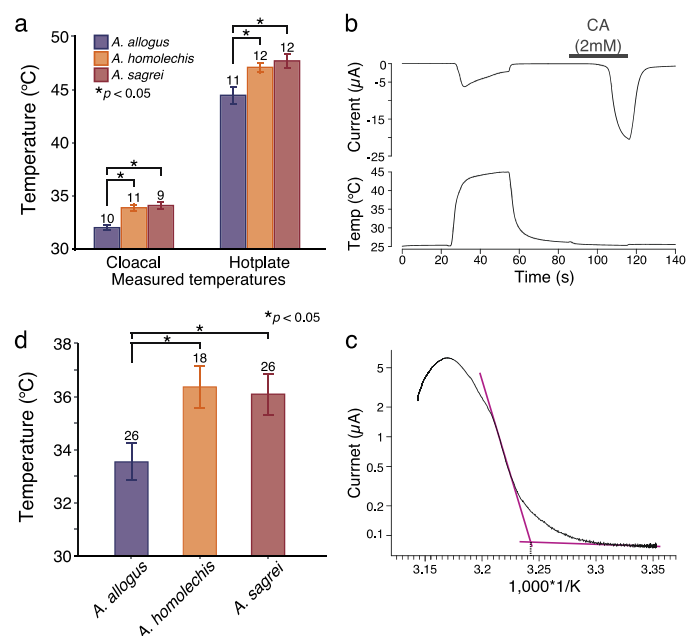 a
A. allogus
A. homolechis
A. sagrei
*p < 0.05
Temperature (°C)
50
45
40
35
30
10
11
9
11
12
12
*
*
*
*
Cloacal
Hotplate
Measured temperatures
b
CA
(2mM)
Current (µA)
0
-5
-15
-25
Temp (°C)
45
35
25
0
20
40
60
80
100
120
140
Time (s)
d
*p < 0.05
Temperature (°C)
38
36
34
32
30
26
18
26
*
*
A. allogus
A. homolechis
A. sagrei
c
Currnet (µA)
5
2
1
0.5
0.2
0.1
3.15
3.2
3.25
3.3
3.35
1,000*1/K